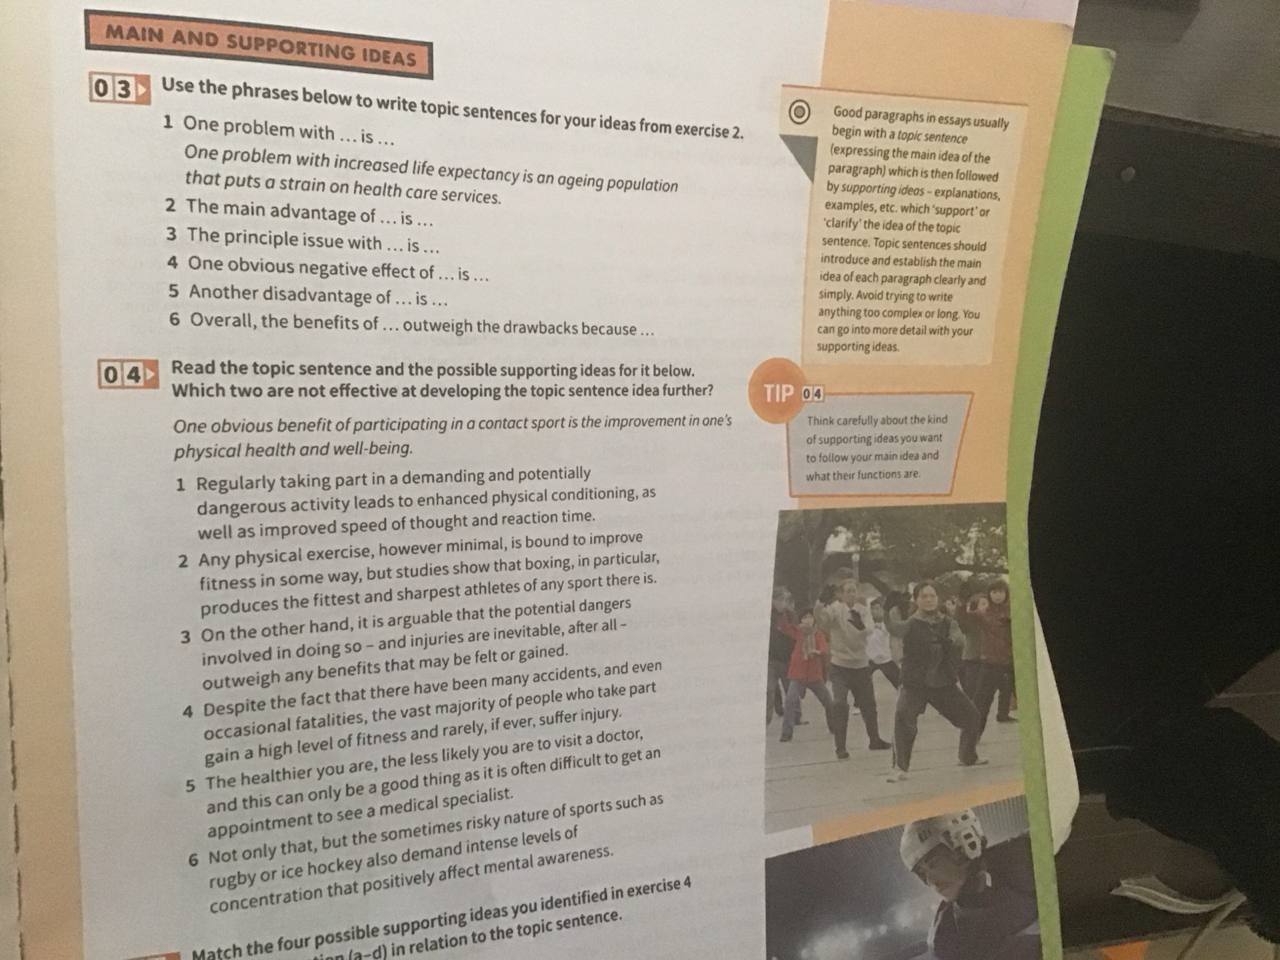 MAIN AND SUPPORTING IDEAS
03 Use the phrases below to write topic sentences for your ideas from exercise 2.
1 One problem with ... is ...
One problem with increased life expectancy is an ageing population
that puts a strain on health care services.
2 The main advantage of ... is ...
3 The principle issue with ... is ...
4 One obvious negative effect of ... is ...
5 Another disadvantage of ... is ...
6 Overall, the benefits of ... outweigh the drawbacks because ...
04 Read the topic sentence and the possible supporting ideas for it below.
Which two are not effective at developing the topic sentence idea further?
One obvious benefit of participating in a contact sport is the improvement in one's
physical health and well-being.
1 Regularly taking part in a demanding and potentially
dangerous activity leads to enhanced physical conditioning, as
well as improved speed of thought and reaction time.
2 Any physical exercise, however minimal, is bound to improve
fitness in some way, but studies show that boxing, in particular,
produces the fittest and sharpest athletes of any sport there is.
3 On the other hand, it is arguable that the potential dangers
involved in doing so – and injuries are inevitable, after all –
outweigh any benefits that may be felt or gained.
4 Despite the fact that there have been many accidents, and even
occasional fatalities, the vast majority of people who take part
gain a high level of fitness and rarely, if ever, suffer injury.
5 The healthier you are, the less likely you are to visit a doctor,
and this can only be a good thing as it is often difficult to get an
appointment to see a medical specialist.
6 Not only that, but the sometimes risky nature of sports such as
rugby or ice hockey also demand intense levels of
concentration that positively affect mental awareness.
Match the four possible supporting ideas you identified in exercise 4
(a–d) in relation to the topic sentence.
Good paragraphs in essays usually
begin with a topic sentence
(expressing the main idea of the
paragraph) which is then followed
by supporting ideas – explanations,
examples, etc. which 'support' or
'clarify' the idea of the topic
sentence. Topic sentences should
introduce and establish the main
idea of each paragraph clearly and
simply. Avoid trying to write
anything too complex or long. You
can go into more detail with your
supporting ideas.
TIP 04
Think carefully about the kind
of supporting ideas you want
to follow your main idea and
what their functions are.